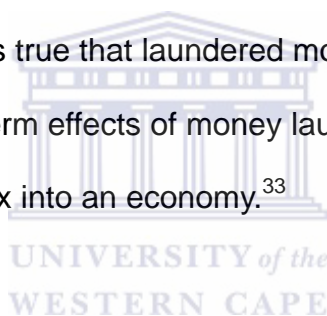 s true that laundered mo
rm effects of money lau
x into an economy.³³
UNIVERSITY of the
WESTERN CAPE